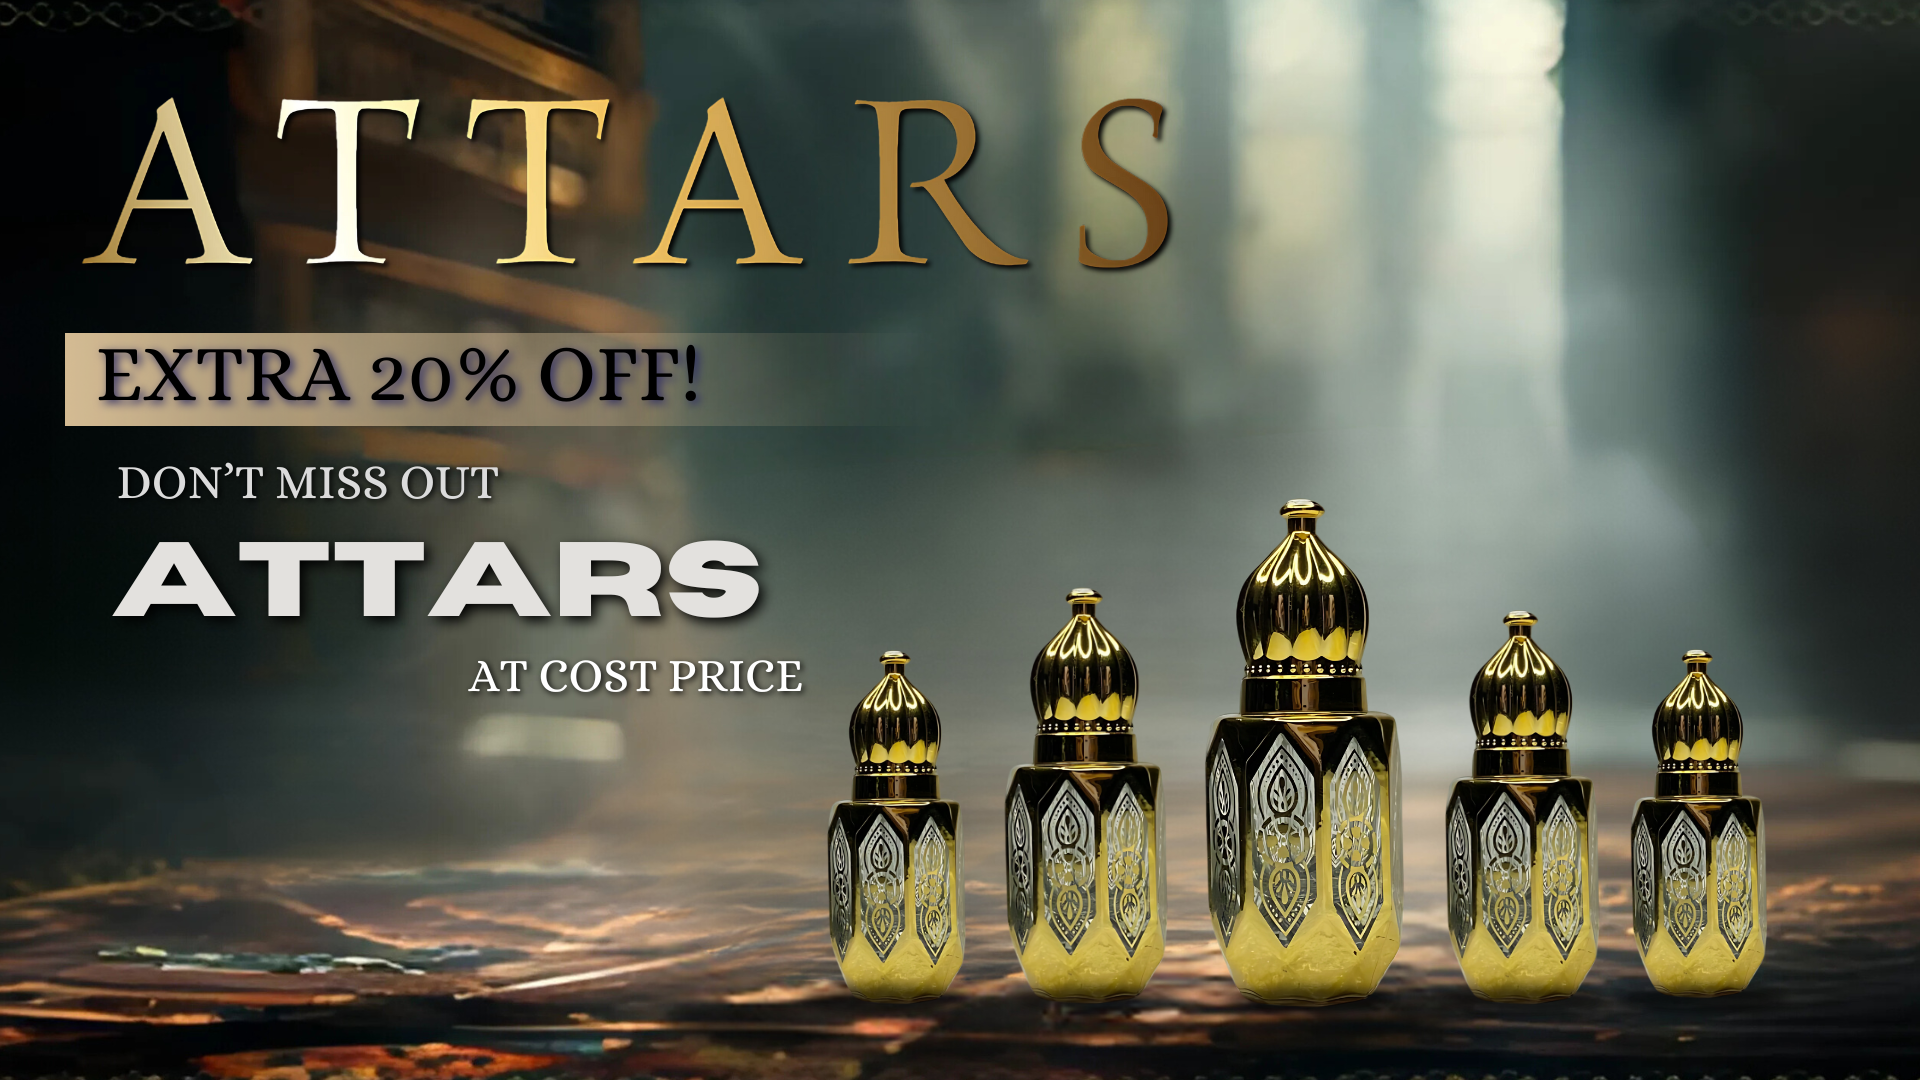 ATTARS
EXTRA 20% OFF!
DON’T MISS OUT
ATTARS
AT COST PRICE